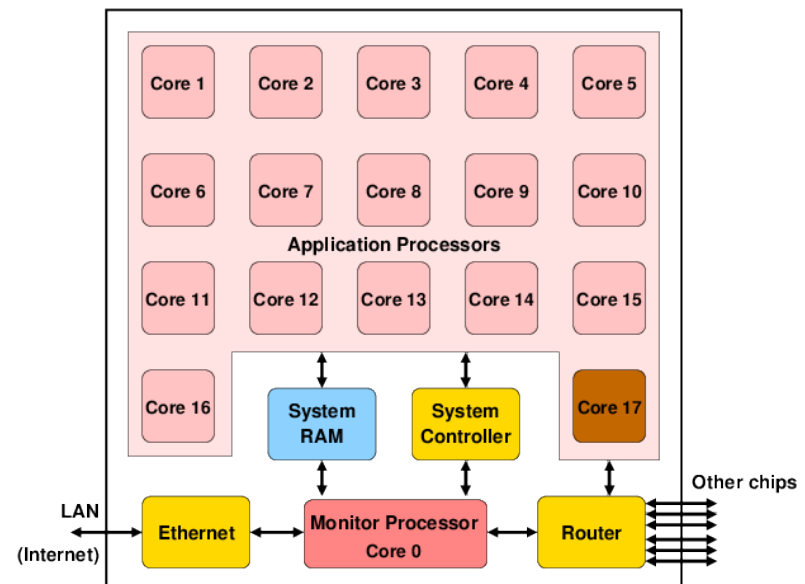 Core 1
Core 2
Core 3
Core 4
Core 5
Core 6
Core 7
Core 8
Core 9
Core 10
Application Processors
Core 11
Core 12
Core 13
Core 14
Core 15
Core 16
System
RAM
System
Controller
Core 17
Other chips
LAN
(Internet)
Ethernet
Monitor Processor
Core 0
Router